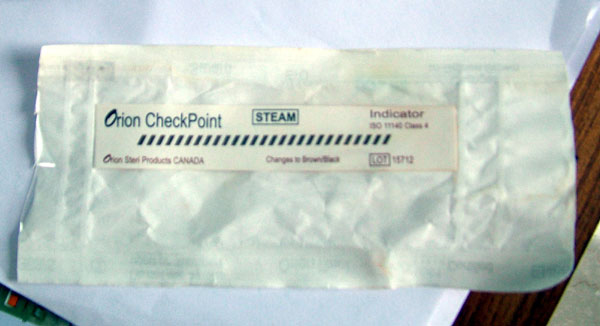 Orion CheckPoint STEAM Indicator
ISO 11140 Class 4
Orion Steri Products CANADA Changes to Brown/Black LOT 15712